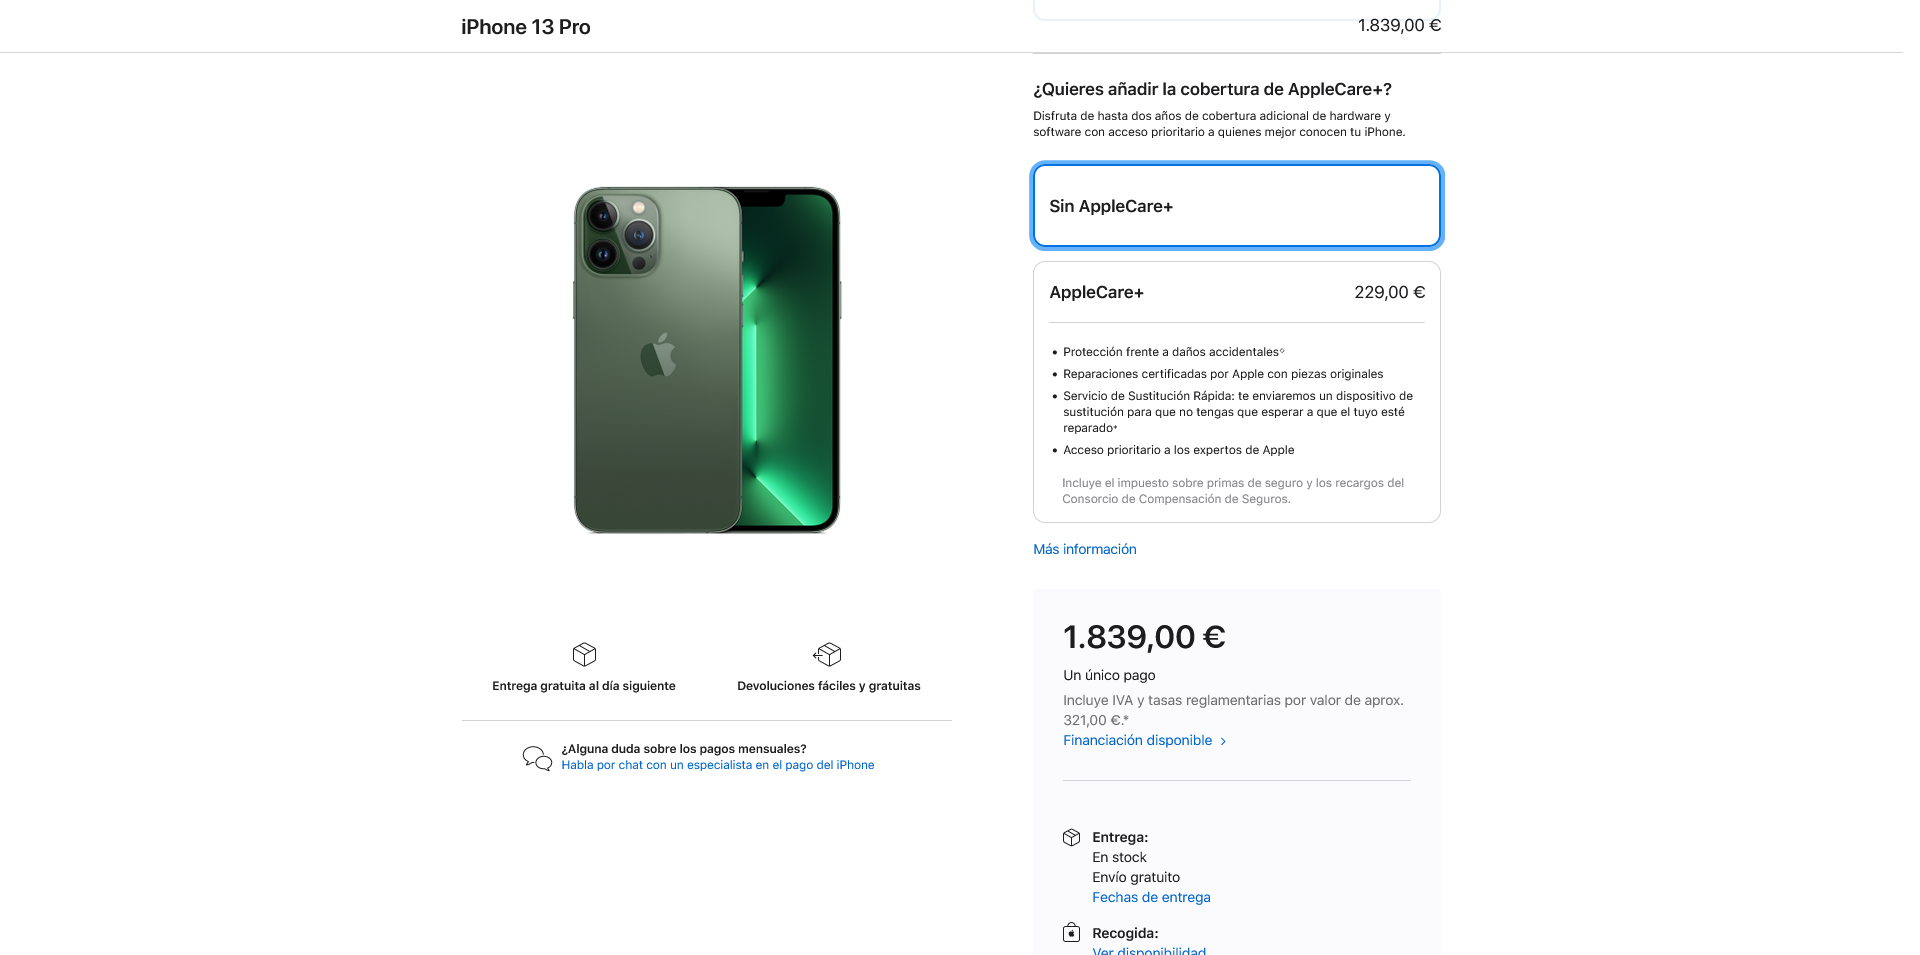 iPhone 13 Pro
1.839,00 €
¿Quieres añadir la cobertura de AppleCare+?
Disfruta de hasta dos años de cobertura adicional de hardware y
software con acceso prioritario a quienes mejor conocen tu iPhone.
Sin AppleCare+
AppleCare+
229,00 €
• Protección frente a daños accidentales◊
• Reparaciones certificadas por Apple con piezas originales
• Servicio de Sustitución Rápida: te enviaremos un dispositivo de
sustitución para que no tengas que esperar a que el tuyo esté
reparado⁺
• Acceso prioritario a los expertos de Apple
Incluye el impuesto sobre primas de seguro y los recargos del
Consorcio de Compensación de Seguros.
Más información
Entrega gratuita al día siguiente
Devoluciones fáciles y gratuitas
¿Alguna duda sobre los pagos mensuales?
Habla por chat con un especialista en el pago del iPhone
1.839,00 €
Un único pago
Incluye IVA y tasas reglamentarias por valor de aprox.
321,00 €.*
Financiación disponible >
Entrega:
En stock
Envío gratuito
Fechas de entrega
Recogida:
Ver disponibilidad